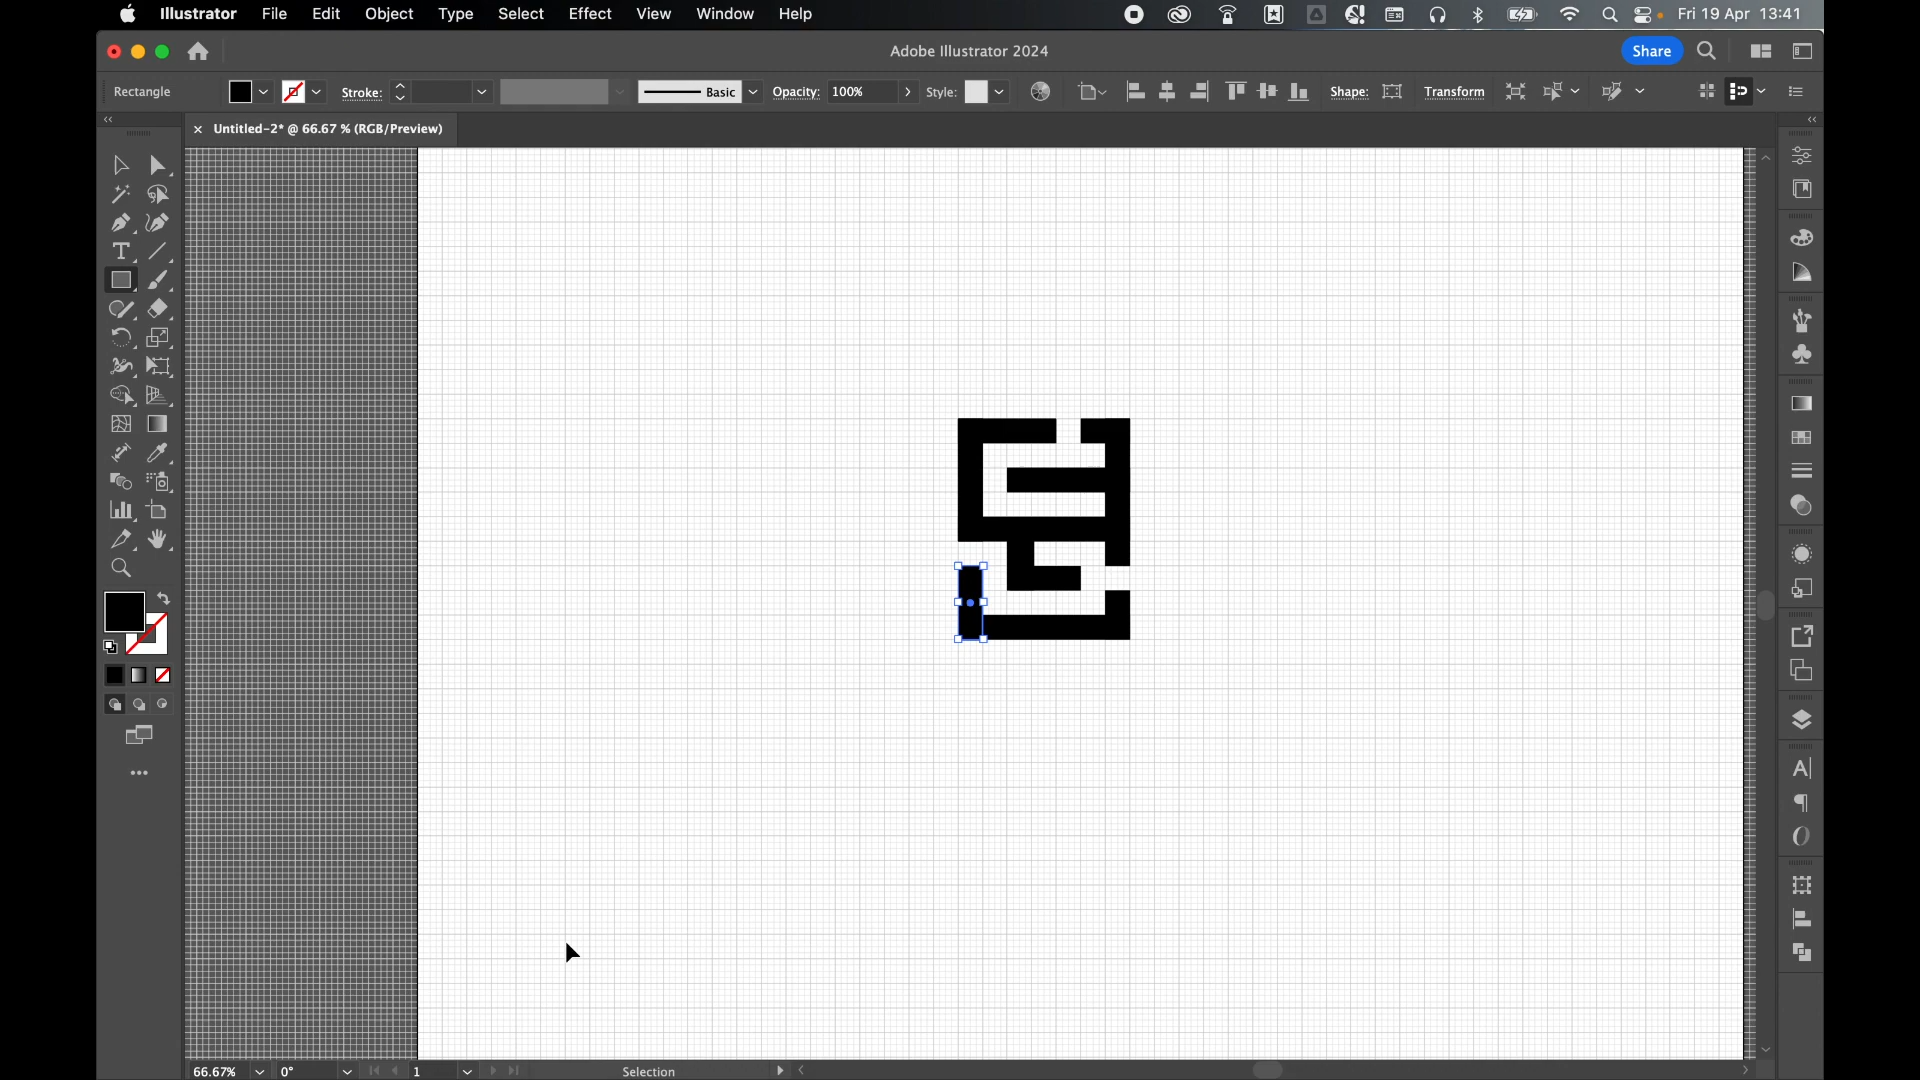 Illustrator File Edit Object Type Select Effect View Window Help Fri 19 Apr 13:41
Adobe Illustrator 2024 Share
Rectangle Stroke: Basic Opacity: 100% Style: Shape: Transform
× Untitled-2* @ 66.67 % (RGB/Preview)
66.67% 0° 1 Selection